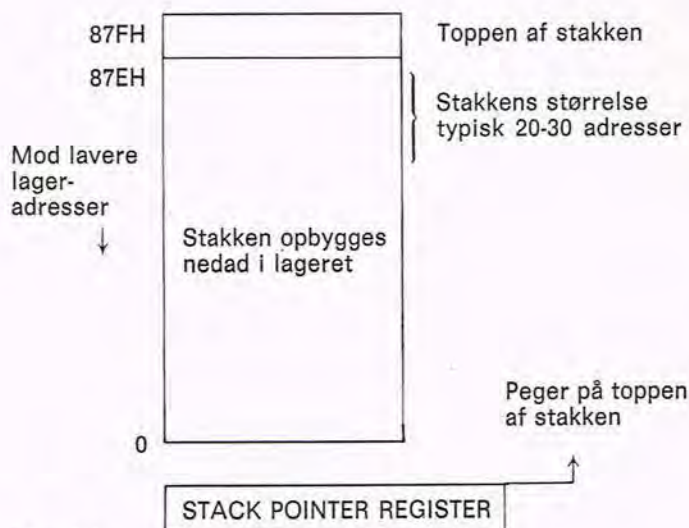 87FH
Toppen af stakken
87EH
Stakkens størrelse
typisk 20-30 adresser
Mod lavere
lager-
adresser
Stakken opbygges
nedad i lageret
Peger på toppen
af stakken
0
STACK POINTER REGISTER